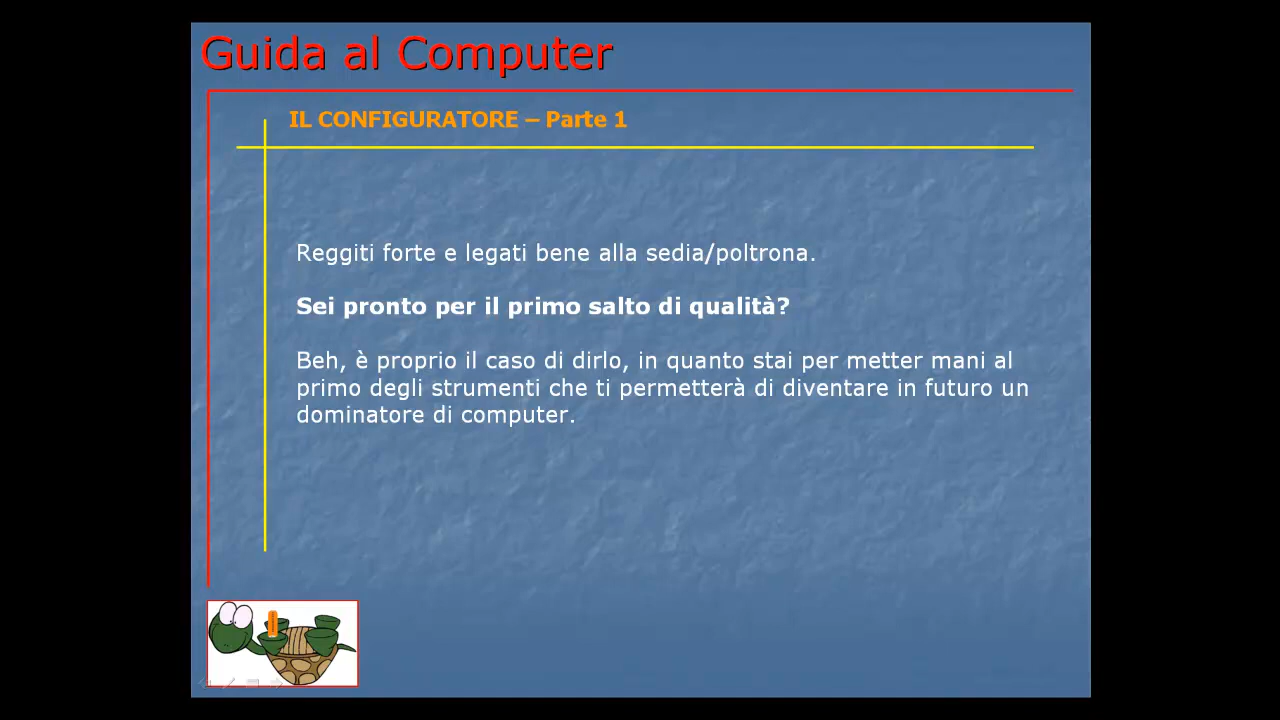 Guida al Computer
IL CONFIGURATORE – Parte 1
Reggiti forte e legati bene alla sedia/poltrona.
Sei pronto per il primo salto di qualità?
Beh, è proprio il caso di dirlo, in quanto stai per metter mani al
primo degli strumenti che ti permetterà di diventare in futuro un
dominatore di computer.